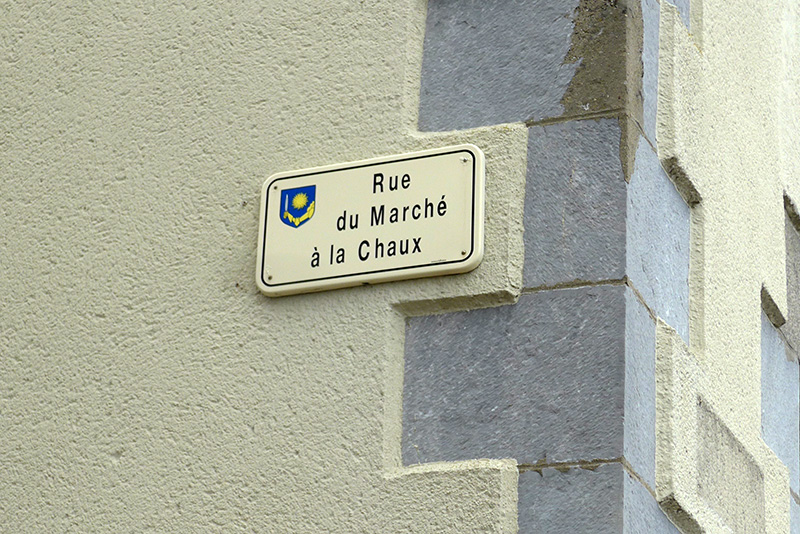 Rue
du Marché
à la Chaux